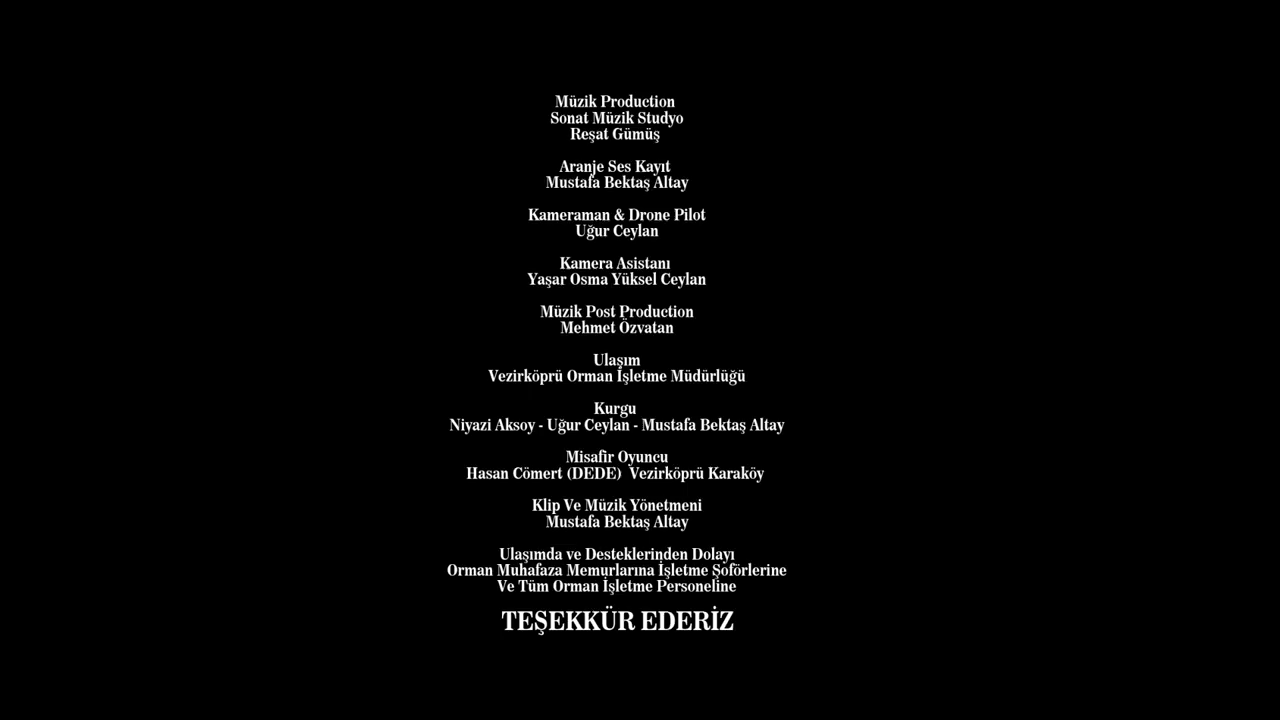 Müzik Production
Sonat Müzik Studyo
Reşat Gümüş
Aranje Ses Kayıt
Mustafa Bektaş Altay
Kameraman & Drone Pilot
Uğur Ceylan
Kamera Asistanı
Yaşar Osma Yüksel Ceylan
Müzik Post Production
Mehmet Özvatan
Ulaşım
Vezirköprü Orman İşletme Müdürlüğü
Kurgu
Niyazi Aksoy - Uğur Ceylan - Mustafa Bektaş Altay
Misafir Oyuncu
Hasan Cömert (DEDE)  Vezirköprü Karaköy
Klip Ve Müzik Yönetmeni
Mustafa Bektaş Altay
Ulaşımda ve Desteklerinden Dolayı
Orman Muhafaza Memurlarına İşletme Şoförlerine
Ve Tüm Orman İşletme Personeline
TEŞEKKÜR EDERİZ